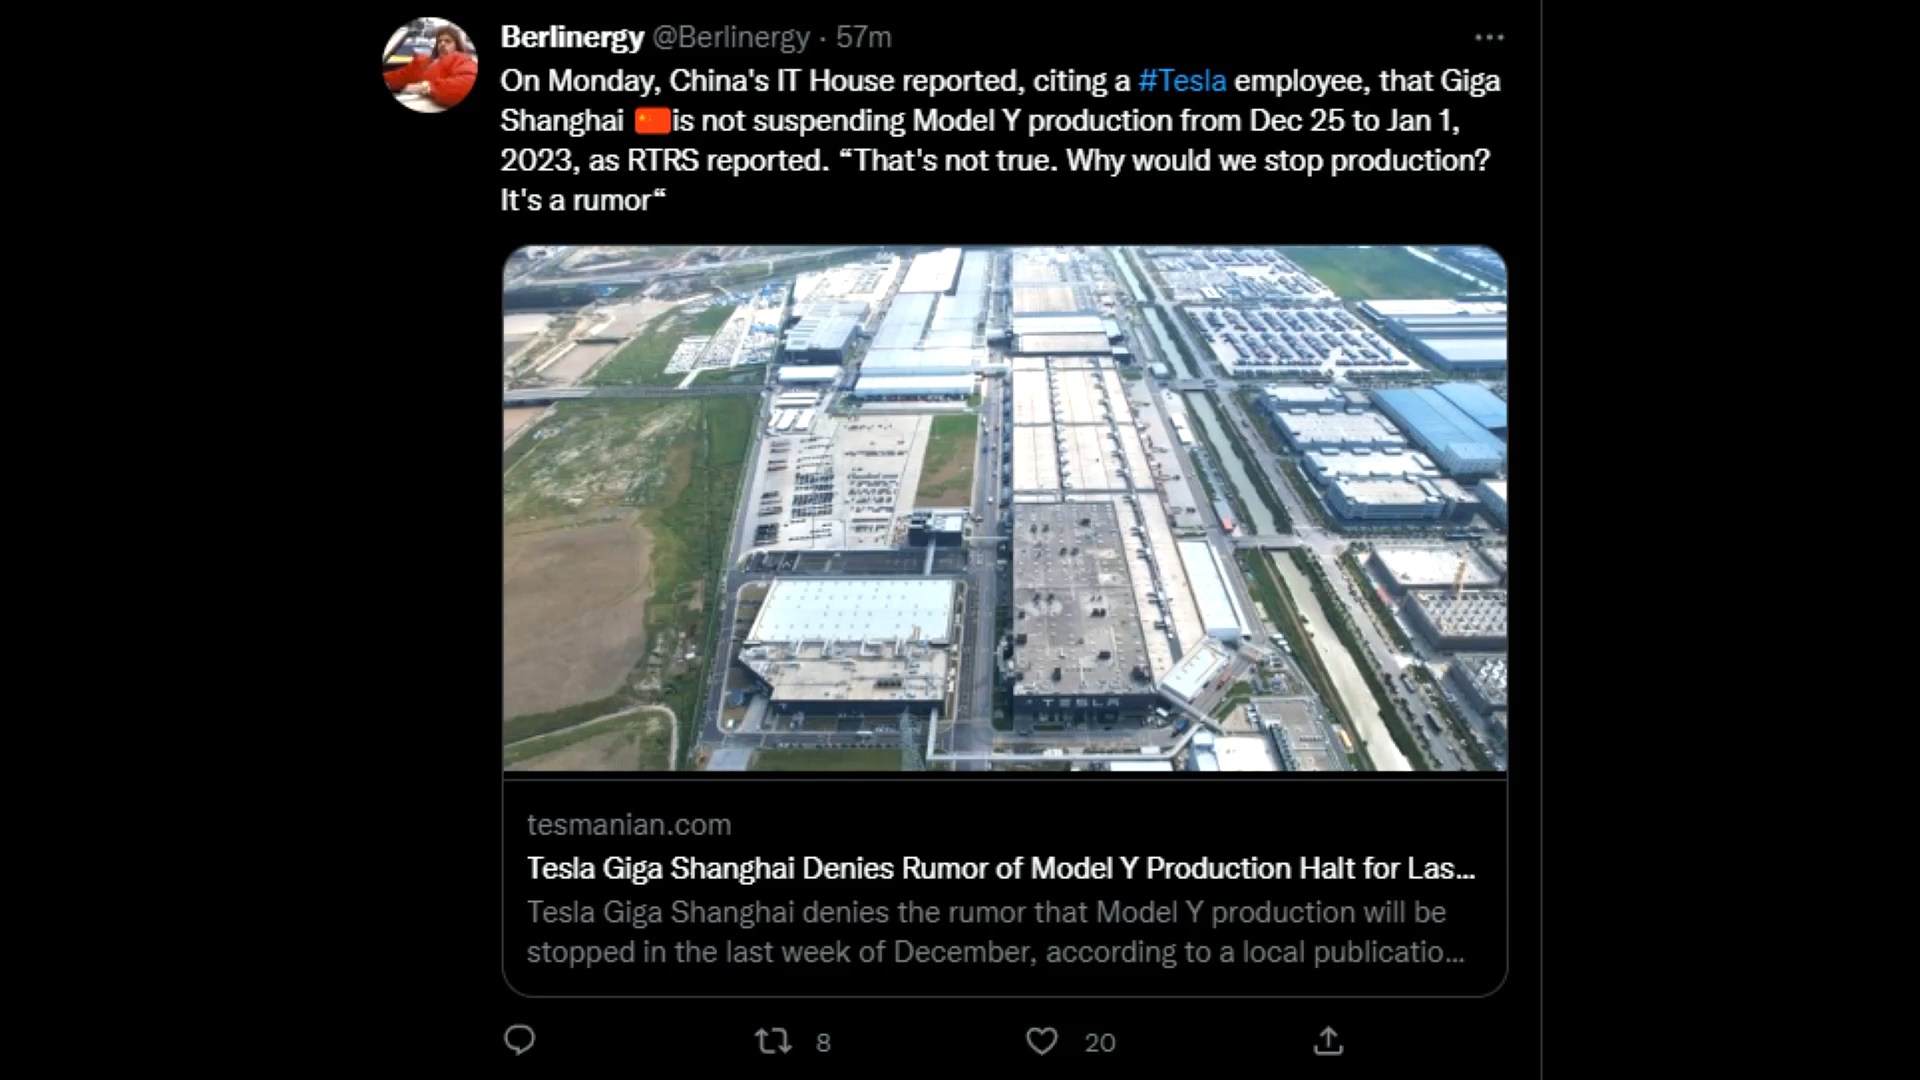 Berlinergy @Berlinergy · 57m
On Monday, China's IT House reported, citing a #Tesla employee, that Giga
Shanghai 🇨🇳is not suspending Model Y production from Dec 25 to Jan 1,
2023, as RTRS reported. “That's not true. Why would we stop production?
It's a rumor“
TESLA
tesmanian.com
Tesla Giga Shanghai Denies Rumor of Model Y Production Halt for Las...
Tesla Giga Shanghai denies the rumor that Model Y production will be
stopped in the last week of December, according to a local publicatio...
8
20